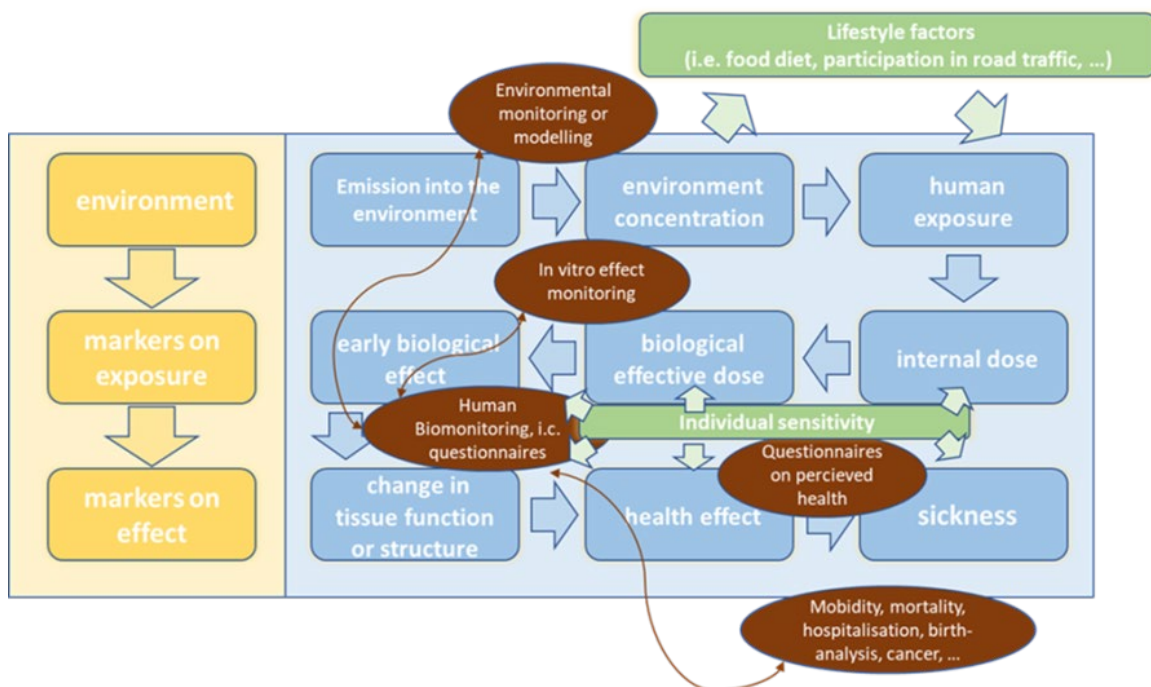 Lifestyle factors
(i.e. food diet, participation in road traffic, ...)
Environmental
monitoring or
modelling
environment
Emission into the
environment
environment
concentration
human
exposure
In vitro effect
monitoring
markers on
exposure
early biological
effect
biological
effective dose
internal dose
Human
Biomonitoring, i.c.
questionnaires
Individual sensitivity
Questionnaires
on percieved
health
markers on
effect
change in
tissue function
or structure
health effect
sickness
Mobidity, mortality,
hospitalisation, birth-
analysis, cancer, ...